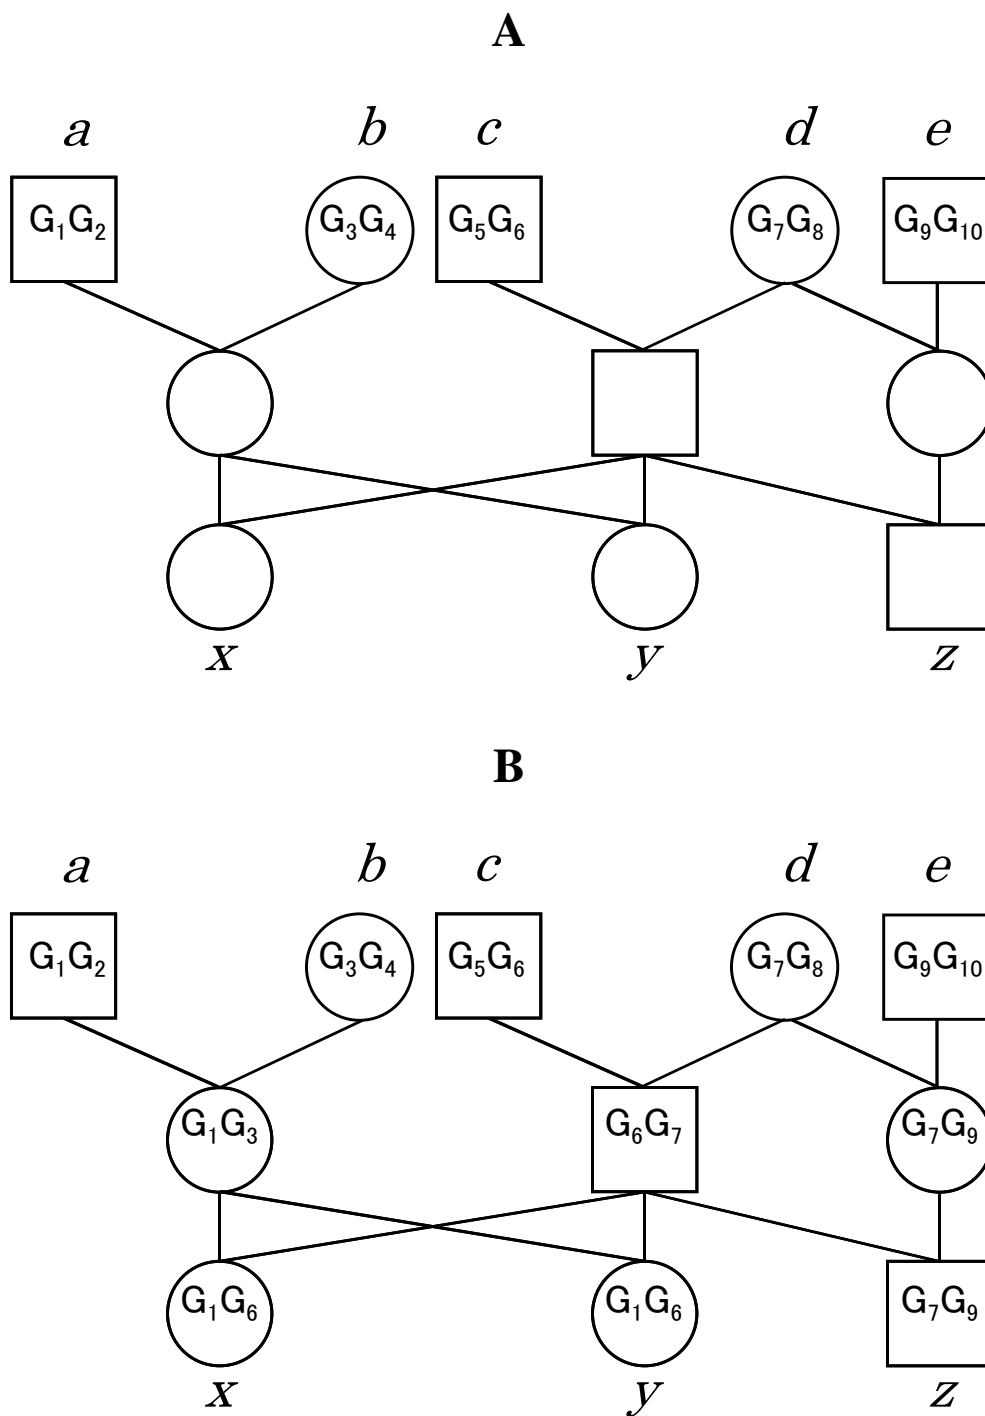 A
a b c d e
G₁G₂ G₃G₄ G₅G₆ G₇G₈ G₉G₁₀
x y z
B
a b c d e
G₁G₂ G₃G₄ G₅G₆ G₇G₈ G₉G₁₀
G₁G₃ G₆G₇ G₇G₉
G₁G₆ G₁G₆ G₇G₉
x y z